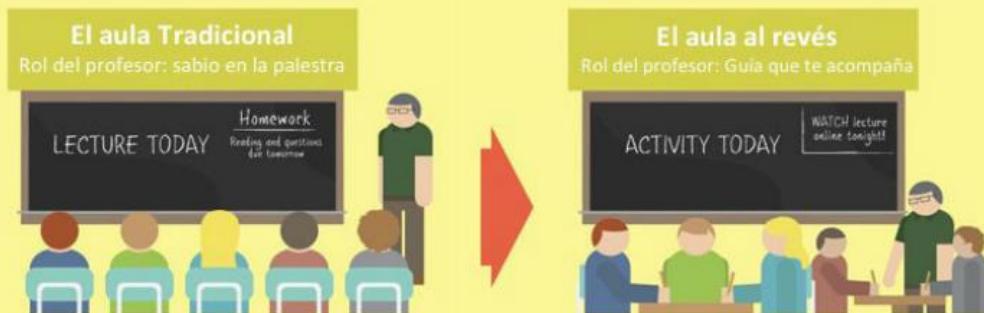 El aula Tradicional
Rol del profesor: sabio en la palestra
LECTURE TODAY
Homework
Reading and questions
due tomorrow
El aula al revés
Rol del profesor: Guía que te acompaña
ACTIVITY TODAY
WATCH lecture
online tonight!